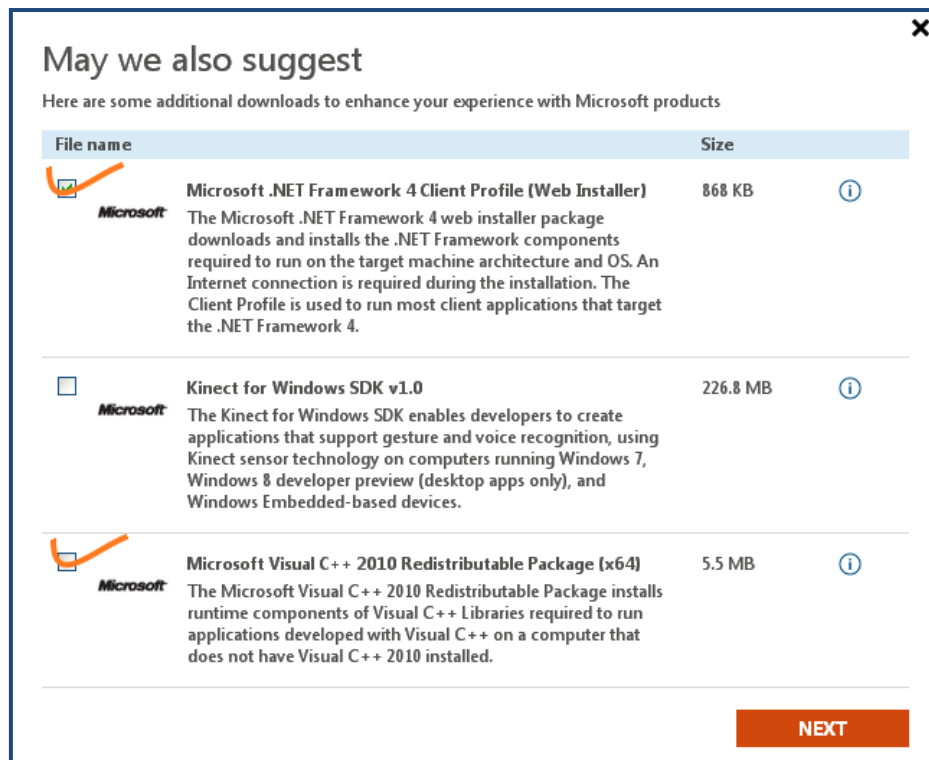 May we also suggest
Here are some additional downloads to enhance your experience with Microsoft products
File name Size
Microsoft .NET Framework 4 Client Profile (Web Installer) 868 KB
Microsoft
The Microsoft .NET Framework 4 web installer package
downloads and installs the .NET Framework components
required to run on the target machine architecture and OS. An
Internet connection is required during the installation. The
Client Profile is used to run most client applications that target
the .NET Framework 4.
Kinect for Windows SDK v1.0 226.8 MB
Microsoft
The Kinect for Windows SDK enables developers to create
applications that support gesture and voice recognition, using
Kinect sensor technology on computers running Windows 7,
Windows 8 developer preview (desktop apps only), and
Windows Embedded-based devices.
Microsoft Visual C++ 2010 Redistributable Package (x64) 5.5 MB
Microsoft
The Microsoft Visual C++ 2010 Redistributable Package installs
runtime components of Visual C++ Libraries required to run
applications developed with Visual C++ on a computer that
does not have Visual C++ 2010 installed.
NEXT